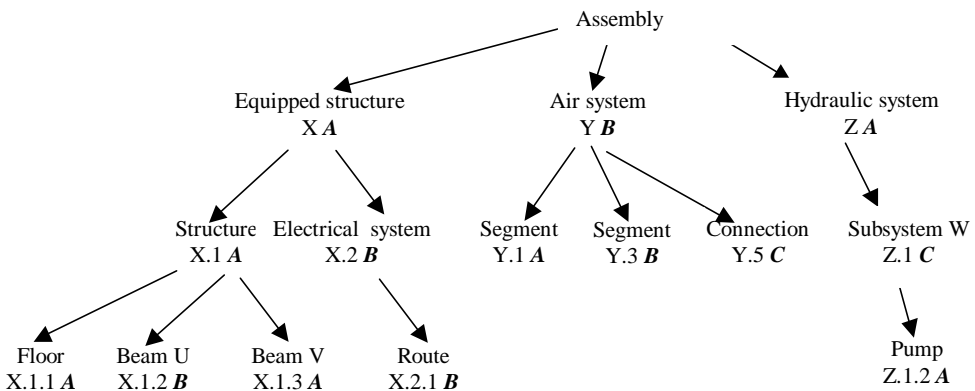 Assembly
Equipped structure
X A
Air system
Y B
Hydraulic system
Z A
Structure
X.1 A
Electrical system
X.2 B
Segment
Y.1 A
Segment
Y.3 B
Connection
Y.5 C
Subsystem W
Z.1 C
Floor
X.1.1 A
Beam U
X.1.2 B
Beam V
X.1.3 A
Route
X.2.1 B
Pump
Z.1.2 A